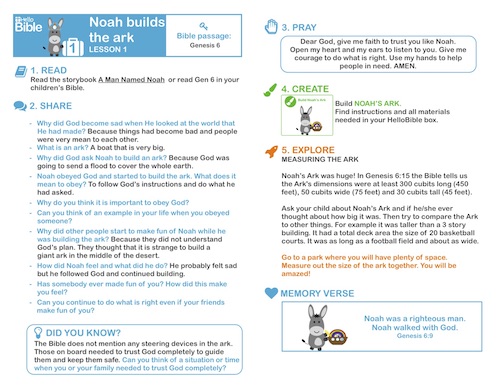 Hello
Bible
Noah builds
the ark
LESSON 1
1
Bible passage:
Genesis 6
1. READ
Read the storybook A Man Named Noah or read Gen 6 in your
children's Bible.
2. SHARE
- Why did God become sad when He looked at the world that
He had made? Because things had become bad and people
were very mean to each other.
- What is an ark? A boat that is very big.
- Why did God ask Noah to build an ark? Because God was
going to send a flood to cover the whole earth.
- Noah obeyed God and started to build the ark. What does it
mean to obey? To follow God's instructions and do what he
had asked.
- Why do you think it is important to obey God?
- Can you think of an example in your life when you obeyed
someone?
- Why did other people start to make fun of Noah while he
was building the ark? Because they did not understand
God's plan. They thought that it is strange to build a
giant ark in the middle of the desert.
- How did Noah feel and what did he do? He probably felt sad
but he followed God and continued building.
- Has somebody ever made fun of you? How did this make
you feel?
- Can you continue to do what is right even if your friends
make fun of you?
DID YOU KNOW?
The Bible does not mention any steering devices in the ark.
Those on board needed to trust God completely to guide
them and keep them safe. Can you think of a situation or time
when you or your family needed to trust God completely?
3. PRAY
Dear God, give me faith to trust you like Noah.
Open my heart and my ears to listen to you. Give me
courage to do what is right. Use my hands to help
people in need. AMEN.
4. CREATE
Build Noah's Ark
Build NOAH'S ARK.
Find instructions and all materials
needed in your HelloBible box.
5. EXPLORE
MEASURING THE ARK
Noah's Ark was huge! In Genesis 6:15 the Bible tells us
the Ark's dimensions were at least 300 cubits long (450
feet), 50 cubits wide (75 feet) and 30 cubits tall (45 feet).
Ask your child about Noah's Ark and if he/she ever
thought about how big it was. Then try to compare the Ark
to other things. For example it was taller than a 3 story
building. It had a total deck area the size of 20 basketball
courts. It was as long as a football field and about as wide.
Go to a park where you will have plenty of space.
Measure out the size of the ark together. You will be
amazed!
MEMORY VERSE
Noah was a righteous man.
Noah walked with God.
Genesis 6:9